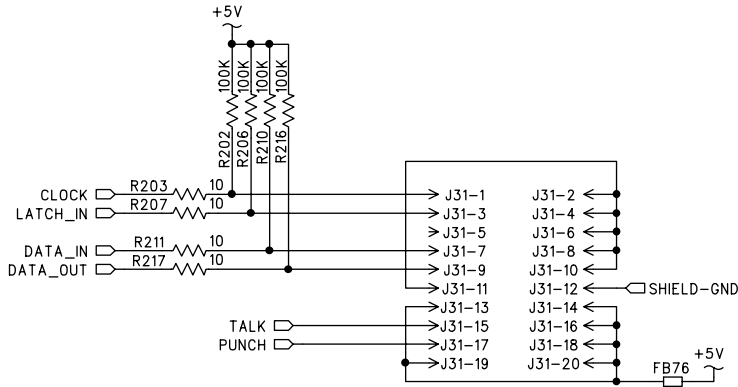 +5V
100K 100K 100K 100K
R202 R206 R210 R216
CLOCK R203 10 J31-1 J31-2
LATCH_IN R207 10 J31-3 J31-4
J31-5 J31-6
DATA_IN R211 10 J31-7 J31-8
DATA_OUT R217 10 J31-9 J31-10
J31-11 J31-12 SHIELD-GND
J31-13 J31-14
TALK J31-15 J31-16
PUNCH J31-17 J31-18
J31-19 J31-20
FB76 +5V